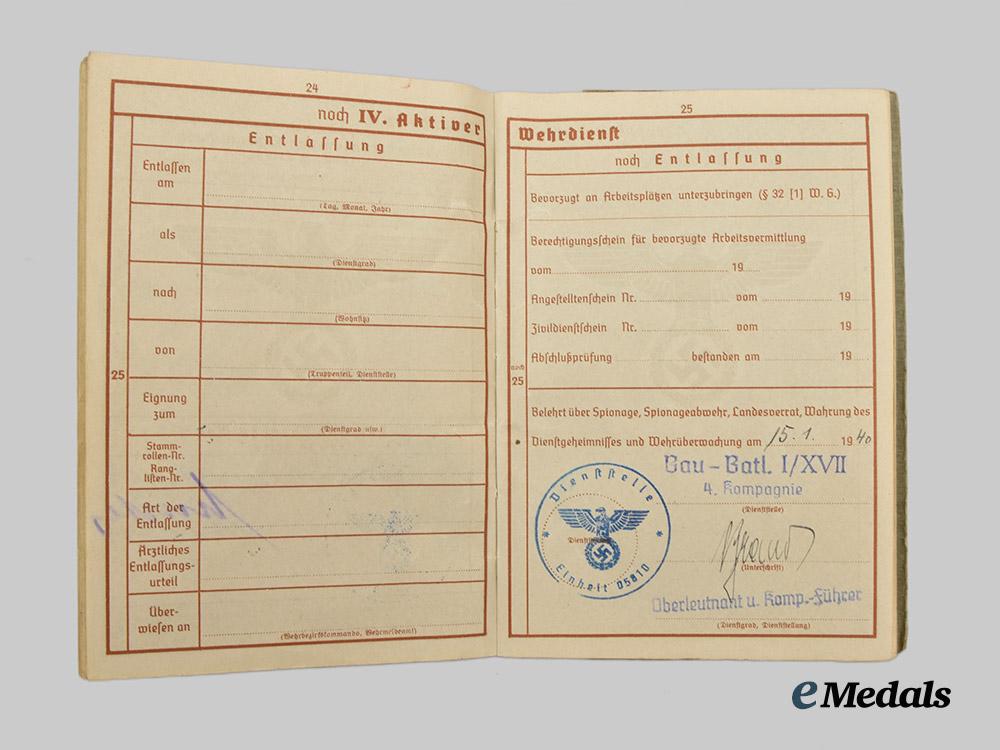 24
noch IV. Aktiver
Entlassung
Entlassen
am
(Tag, Monat, Jahr)
als
(Dienstgrad)
nach
(Wohnsitz)
von
(Truppenteil, Dienststelle)
25
Eignung
zum
(Dienstgrad usw.)
Stamm-
rollen-Nr.
Rang-
listen-Nr.
Art der
Entlassung
Ärztliches
Entlassungs-
urteil
Über-
wiesen an
(Wehrbezirkskommando, Wehrmeldeamt)
25
Wehrdienst
noch Entlassung
Bevorzugt an Arbeitsplätzen unterzubringen (§ 32 [1] W. G.)
Berechtigungsschein für bevorzugte Arbeitsvermittlung
vom 19
Angestelltenschein Nr. vom 19
Zivildienstschein Nr. vom 19
Abschlußprüfung bestanden am 19
noch
25
Belehrt über Spionage, Spionageabwehr, Landesverrat, Wahrung des
Dienstgeheimnisses und Wehrüberwachung am 15. 1. 1940
Bau-Batl. I/XVII
4. Kompagnie
(Dienststelle)
Dienststelle
Einheit 05810
(Unterschrift)
Oberleutnant u. Komp.-Führer
(Dienstgrad, Dienststellung)
eMedals